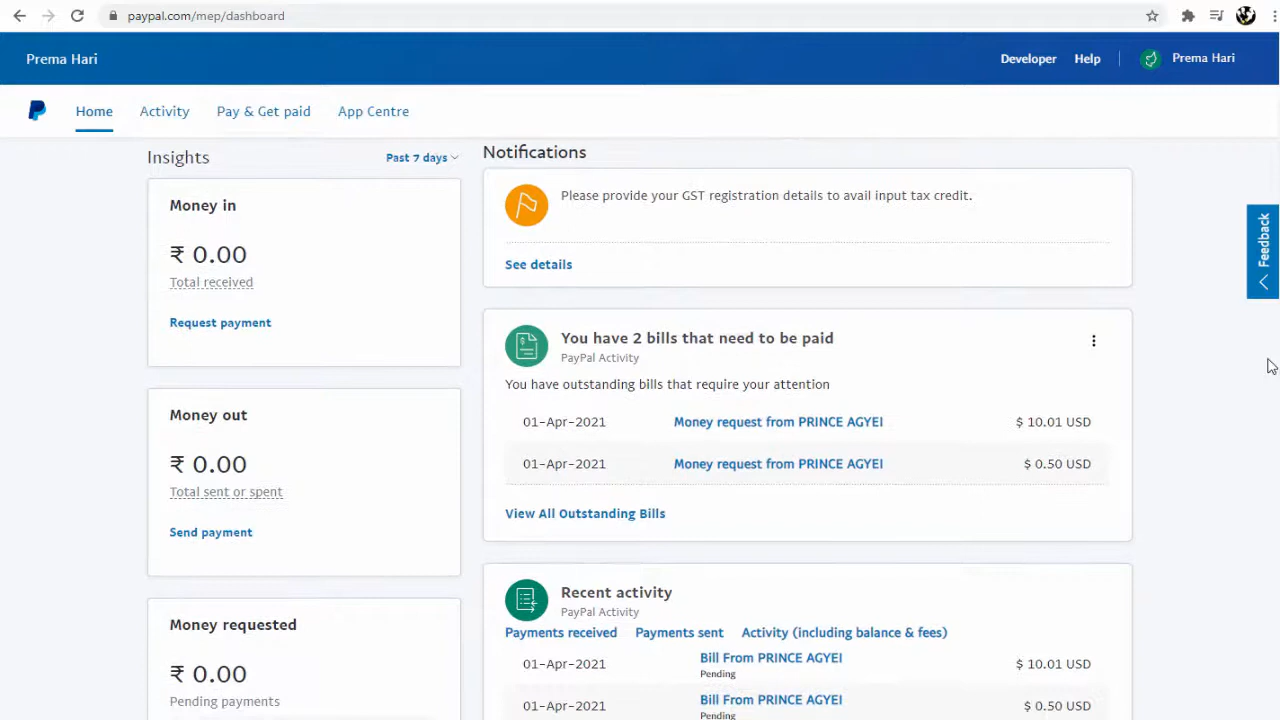 paypal.com/mep/dashboard
Prema Hari
Developer
Help
Prema Hari
Home
Activity
Pay & Get paid
App Centre
Insights
Past 7 days
Money in
₹ 0.00
Total received
Request payment
Money out
₹ 0.00
Total sent or spent
Send payment
Money requested
₹ 0.00
Pending payments
Notifications
Please provide your GST registration details to avail input tax credit.
See details
You have 2 bills that need to be paid
PayPal Activity
You have outstanding bills that require your attention
01-Apr-2021 Money request from PRINCE AGYEI $ 10.01 USD
01-Apr-2021 Money request from PRINCE AGYEI $ 0.50 USD
View All Outstanding Bills
Recent activity
PayPal Activity
Payments received Payments sent Activity (including balance & fees)
01-Apr-2021 Bill From PRINCE AGYEI $ 10.01 USD
Pending
01-Apr-2021 Bill From PRINCE AGYEI $ 0.50 USD
Pending
Feedback